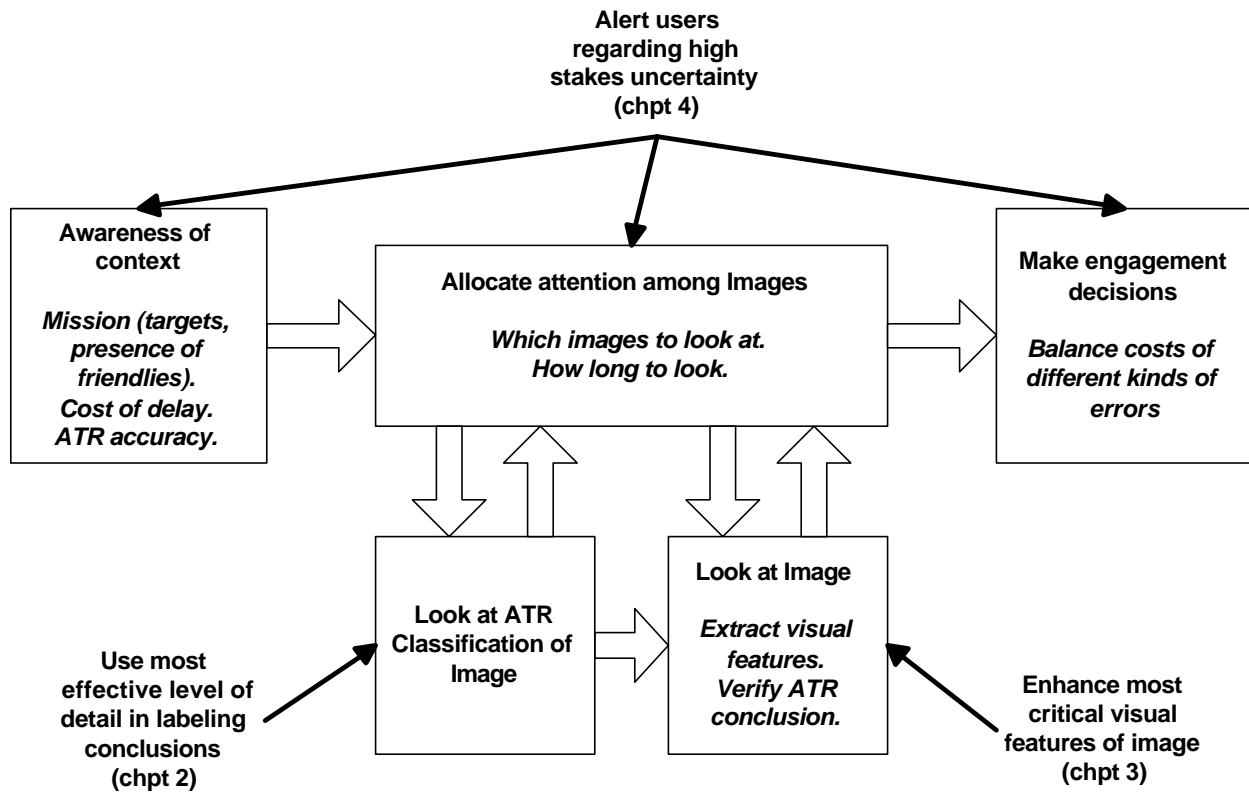 Alert users
regarding high
stakes uncertainty
(chpt 4)
Awareness of
context
Mission (targets,
presence of
friendlies).
Cost of delay.
ATR accuracy.
Allocate attention among Images
Which images to look at.
How long to look.
Make engagement
decisions
Balance costs of
different kinds of
errors
Look at ATR
Classification of
Image
Look at Image
Extract visual
features.
Verify ATR
conclusion.
Use most
effective level of
detail in labeling
conclusions
(chpt 2)
Enhance most
critical visual
features of image
(chpt 3)